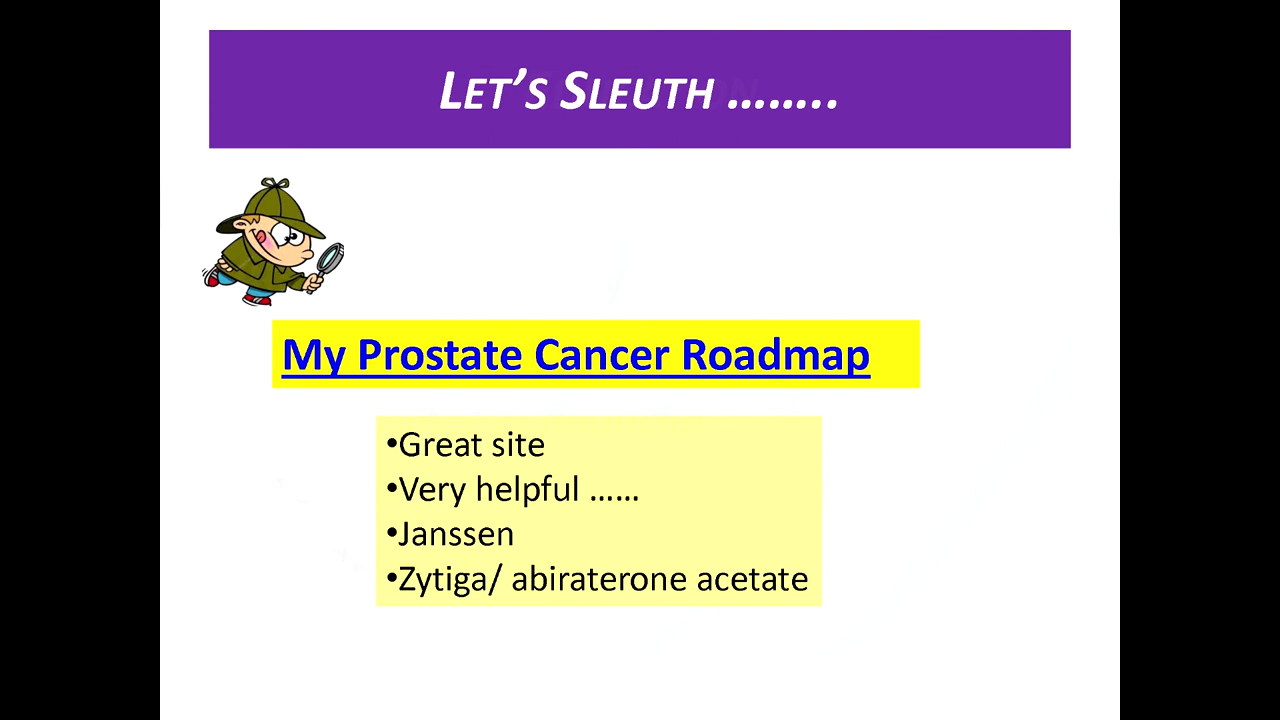 LET'S SLEUTH ……..
My Prostate Cancer Roadmap
•Great site
•Very helpful ……
•Janssen
•Zytiga/ abiraterone acetate